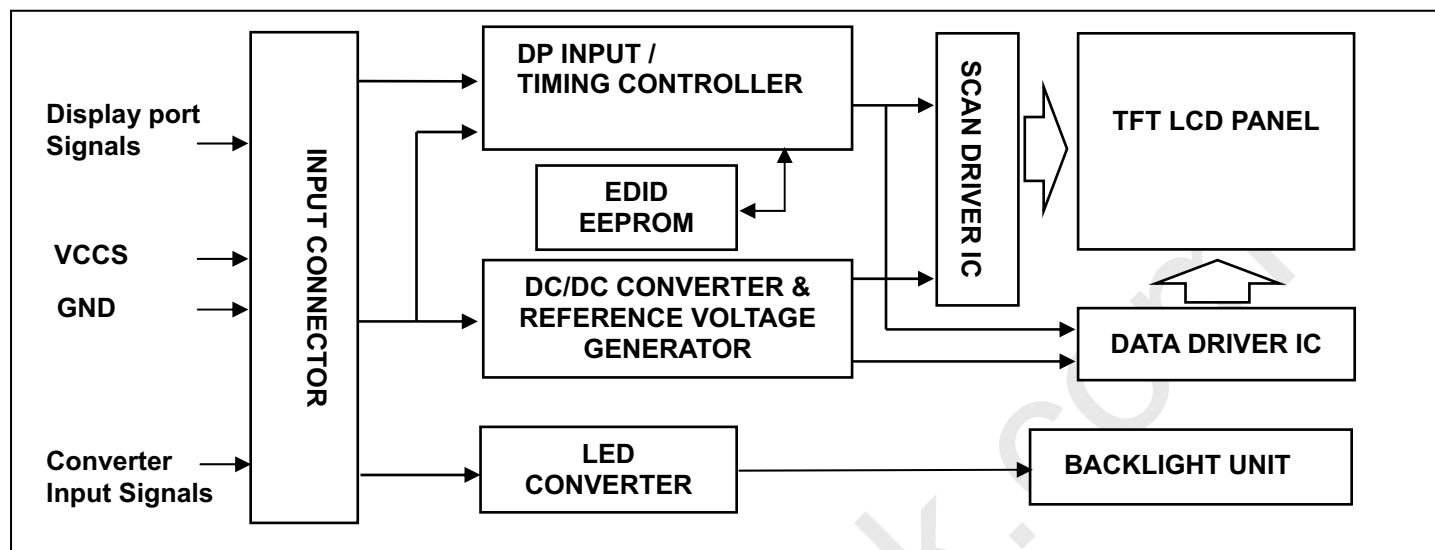 DP INPUT /
TIMING CONTROLLER
SCAN DRIVER IC
TFT LCD PANEL
Display port
Signals
INPUT CONNECTOR
EDID
EEPROM
VCCS
GND
DC/DC CONVERTER &
REFERENCE VOLTAGE
GENERATOR
DATA DRIVER IC
Converter
Input Signals
LED
CONVERTER
BACKLIGHT UNIT
k.com